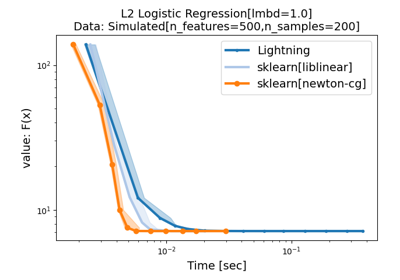 L2 Logistic Regression[lmbd=1.0]
Data: Simulated[n_features=500,n_samples=200]
Lightning
sklearn[liblinear]
sklearn[newton-cg]
value: F(x)
10²
10¹
10⁻²
10⁻¹
Time [sec]